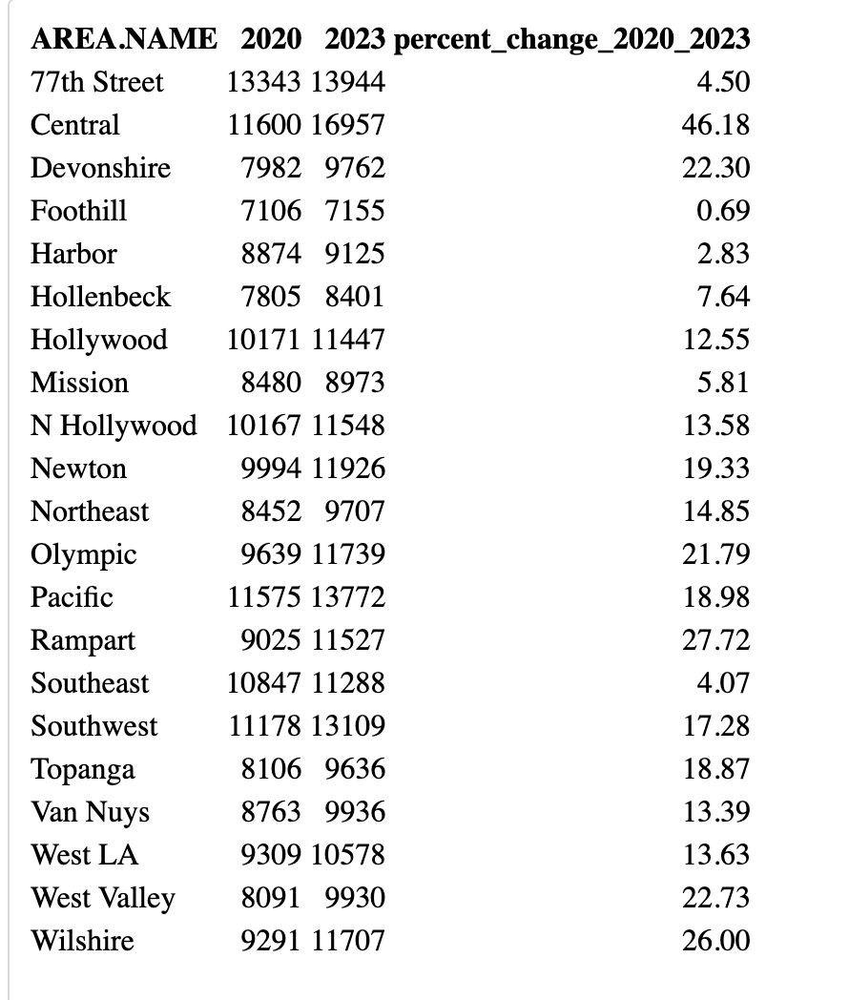 AREA.NAME 2020 2023 percent_change_2020_2023
77th Street 13343 13944 4.50
Central 11600 16957 46.18
Devonshire 7982 9762 22.30
Foothill 7106 7155 0.69
Harbor 8874 9125 2.83
Hollenbeck 7805 8401 7.64
Hollywood 10171 11447 12.55
Mission 8480 8973 5.81
N Hollywood 10167 11548 13.58
Newton 9994 11926 19.33
Northeast 8452 9707 14.85
Olympic 9639 11739 21.79
Pacific 11575 13772 18.98
Rampart 9025 11527 27.72
Southeast 10847 11288 4.07
Southwest 11178 13109 17.28
Topanga 8106 9636 18.87
Van Nuys 8763 9936 13.39
West LA 9309 10578 13.63
West Valley 8091 9930 22.73
Wilshire 9291 11707 26.00